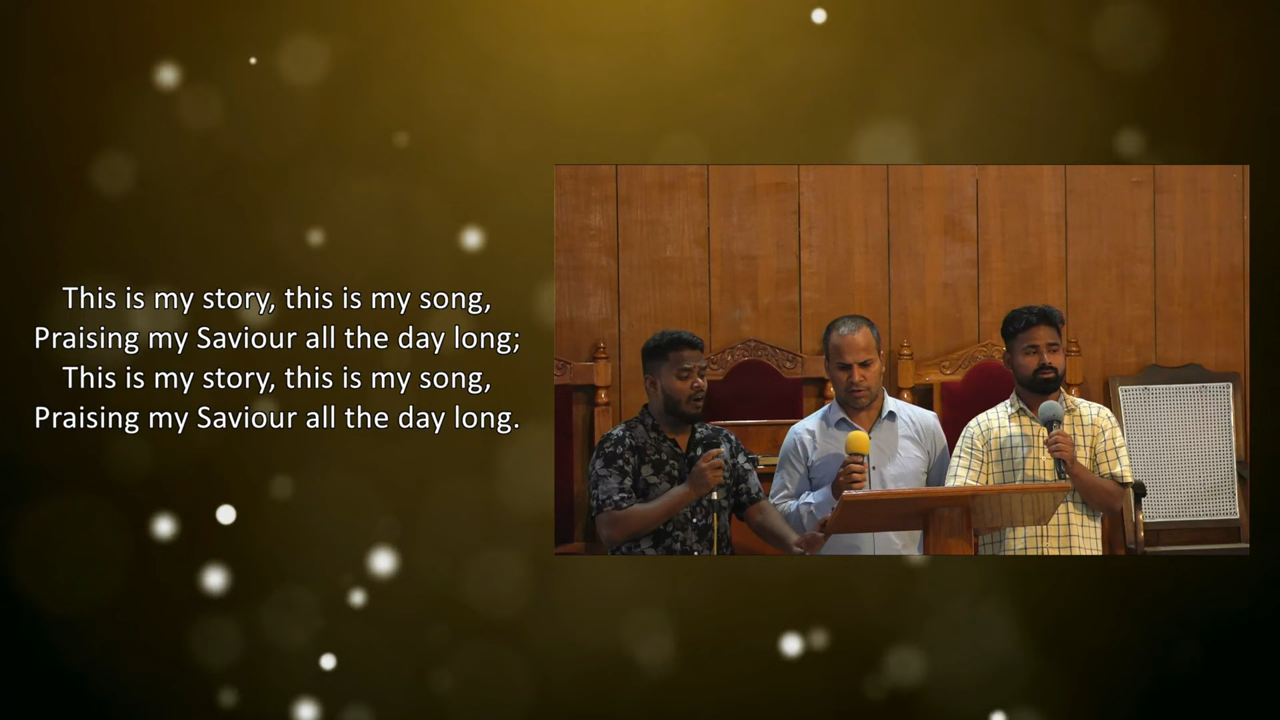 This is my story, this is my song,
Praising my Saviour all the day long;
This is my story, this is my song,
Praising my Saviour all the day long.